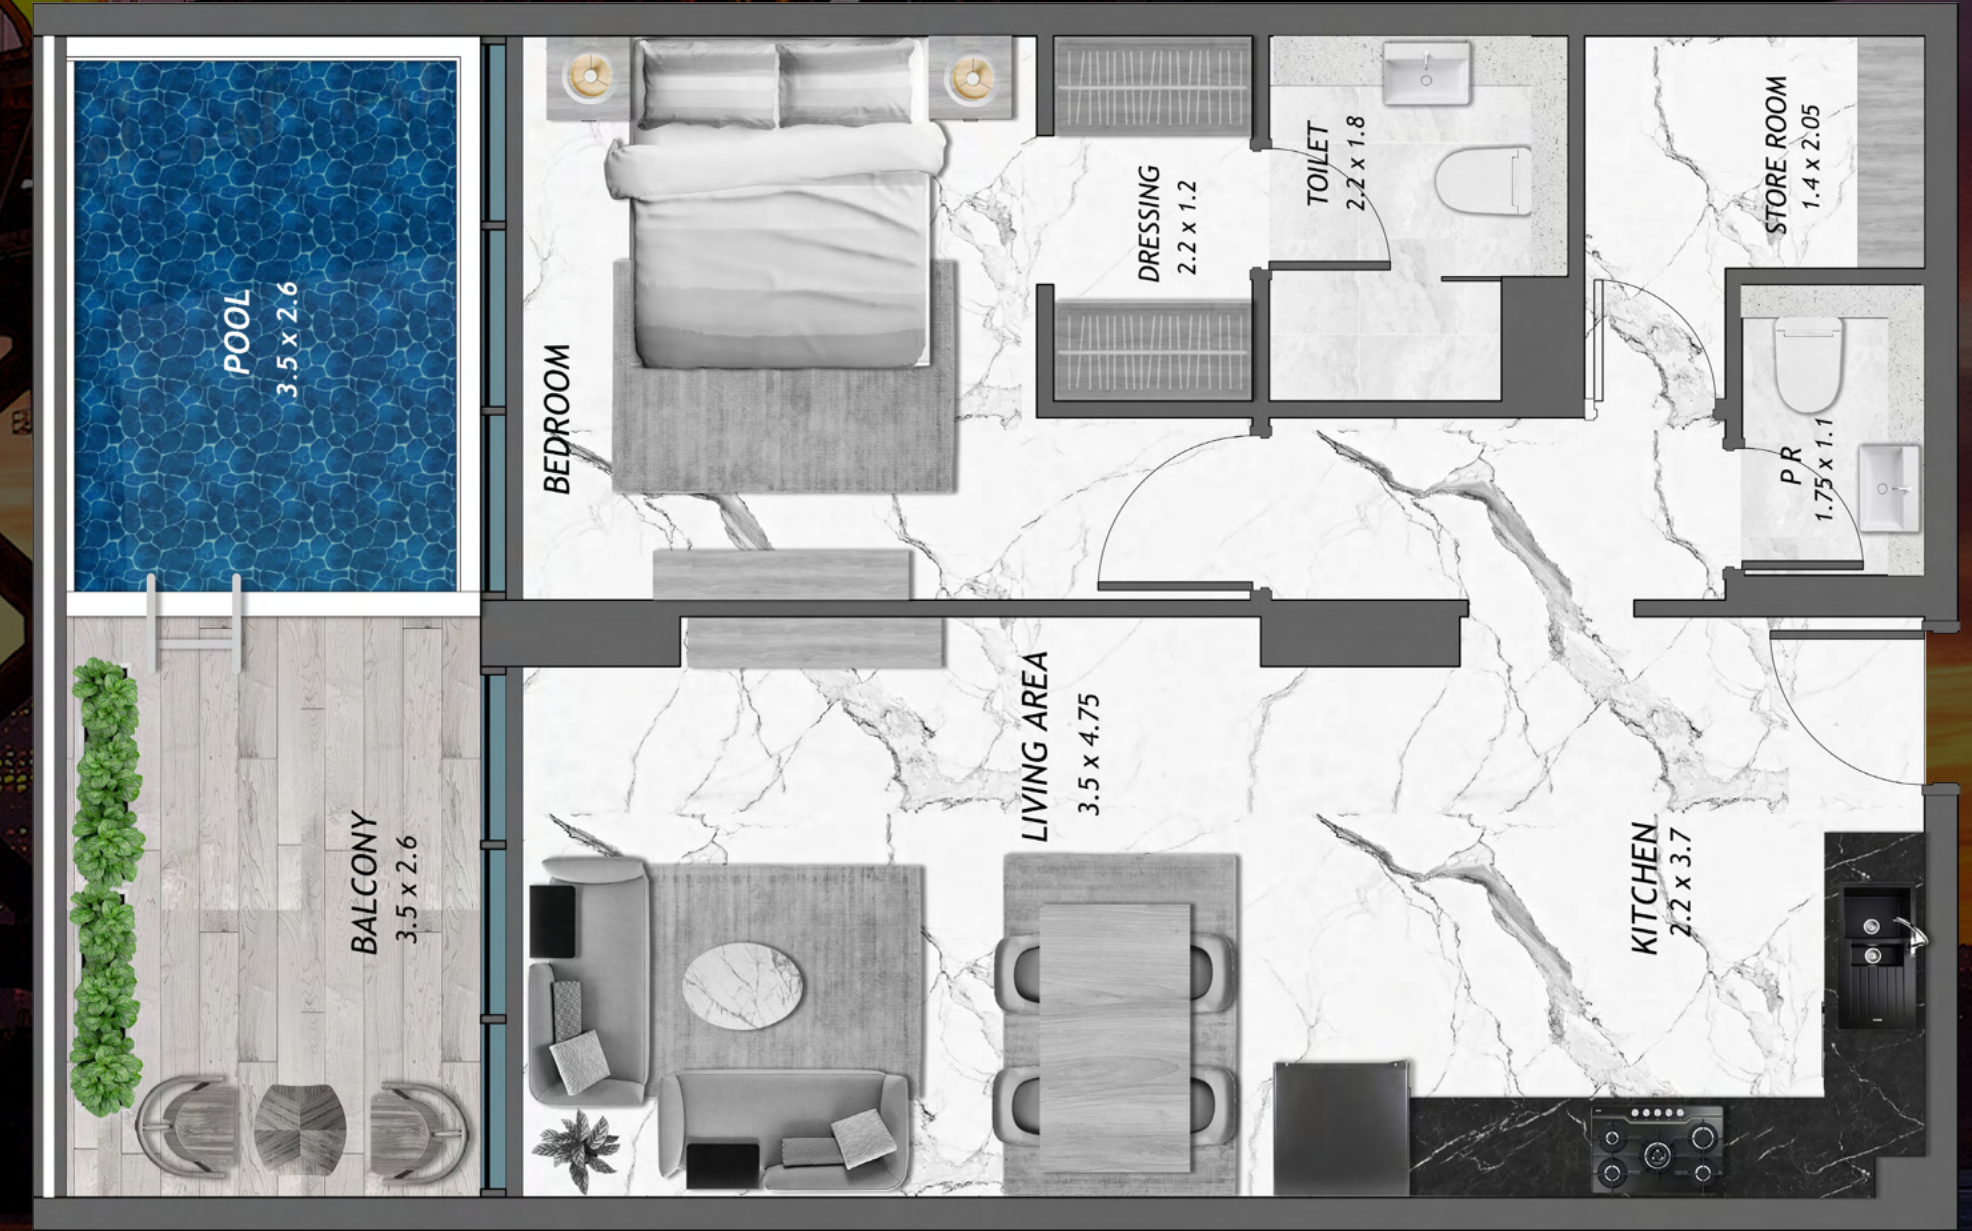 POOL
3.5 x 2.6
BALCONY
3.5 x 2.6
BEDROOM
LIVING AREA
3.5 x 4.75
DRESSING
2.2 x 1.2
TOILET
2.2 x 1.8
KITCHEN
2.2 x 3.7
STORE ROOM
1.4 x 2.05
P R
1.75 x 1.1